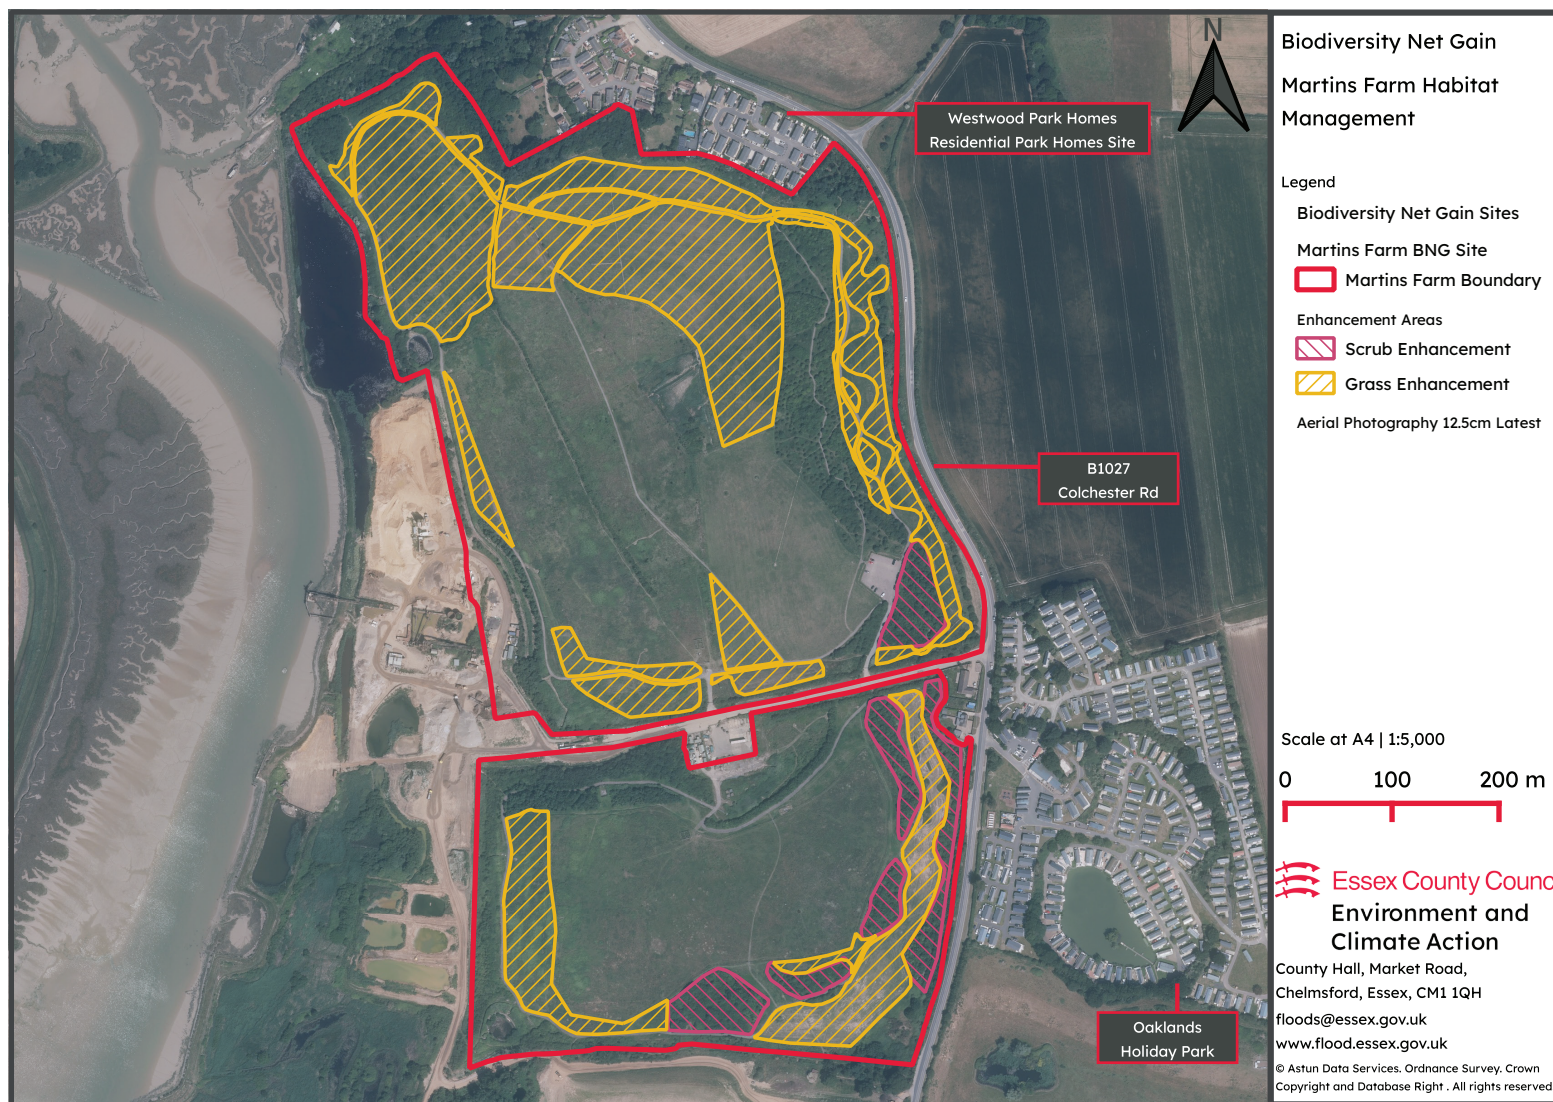 N
Westwood Park Homes
Residential Park Homes Site
B1027
Colchester Rd
Oaklands
Holiday Park
Biodiversity Net Gain
Martins Farm Habitat
Management
Legend
Biodiversity Net Gain Sites
Martins Farm BNG Site
Martins Farm Boundary
Enhancement Areas
Scrub Enhancement
Grass Enhancement
Aerial Photography 12.5cm Latest
Scale at A4 | 1:5,000
0 100 200 m
Essex County Counc
Environment and
Climate Action
County Hall, Market Road,
Chelmsford, Essex, CM1 1QH
floods@essex.gov.uk
www.flood.essex.gov.uk
© Astun Data Services. Ordnance Survey. Crown
Copyright and Database Right . All rights reserved